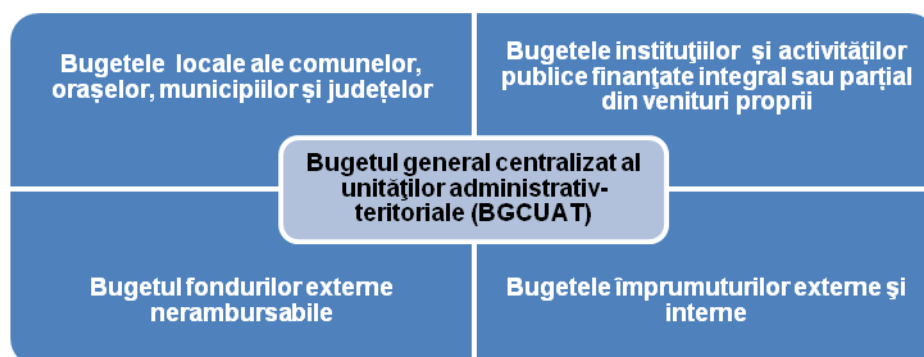 Bugetele locale ale comunelor,
orașelor, municipiilor și județelor
Bugetele instituţiilor și activităților
publice finanţate integral sau parțial
din venituri proprii
Bugetul general centralizat al
unităţilor administrativ-
teritoriale (BGCUAT)
Bugetul fondurilor externe
nerambursabile
Bugetele împrumuturilor externe şi
interne